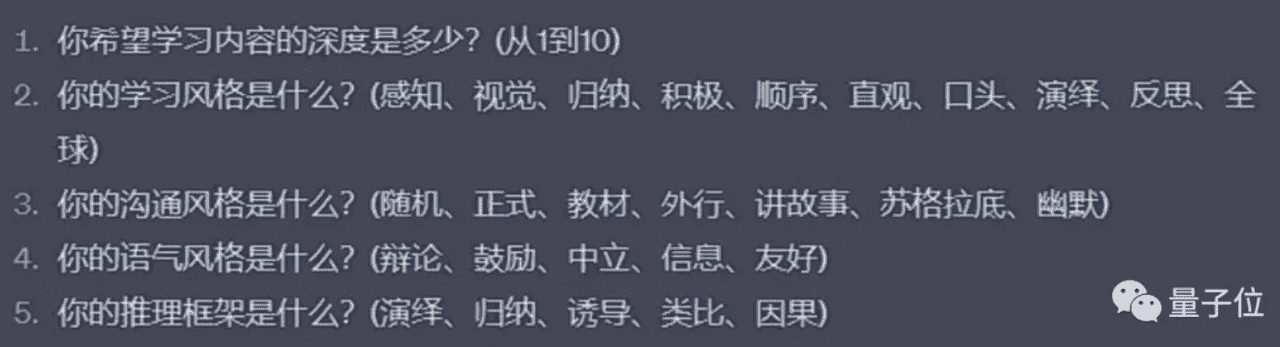 1. 你希望学习内容的深度是多少？(从1到10)
2. 你的学习风格是什么？(感知、视觉、归纳、积极、顺序、直观、口头、演绎、反思、全
球)
3. 你的沟通风格是什么？(随机、正式、教材、外行、讲故事、苏格拉底、幽默)
4. 你的语气风格是什么？(辩论、鼓励、中立、信息、友好)
5. 你的推理框架是什么？(演绎、归纳、诱导、类比、因果)
量子位